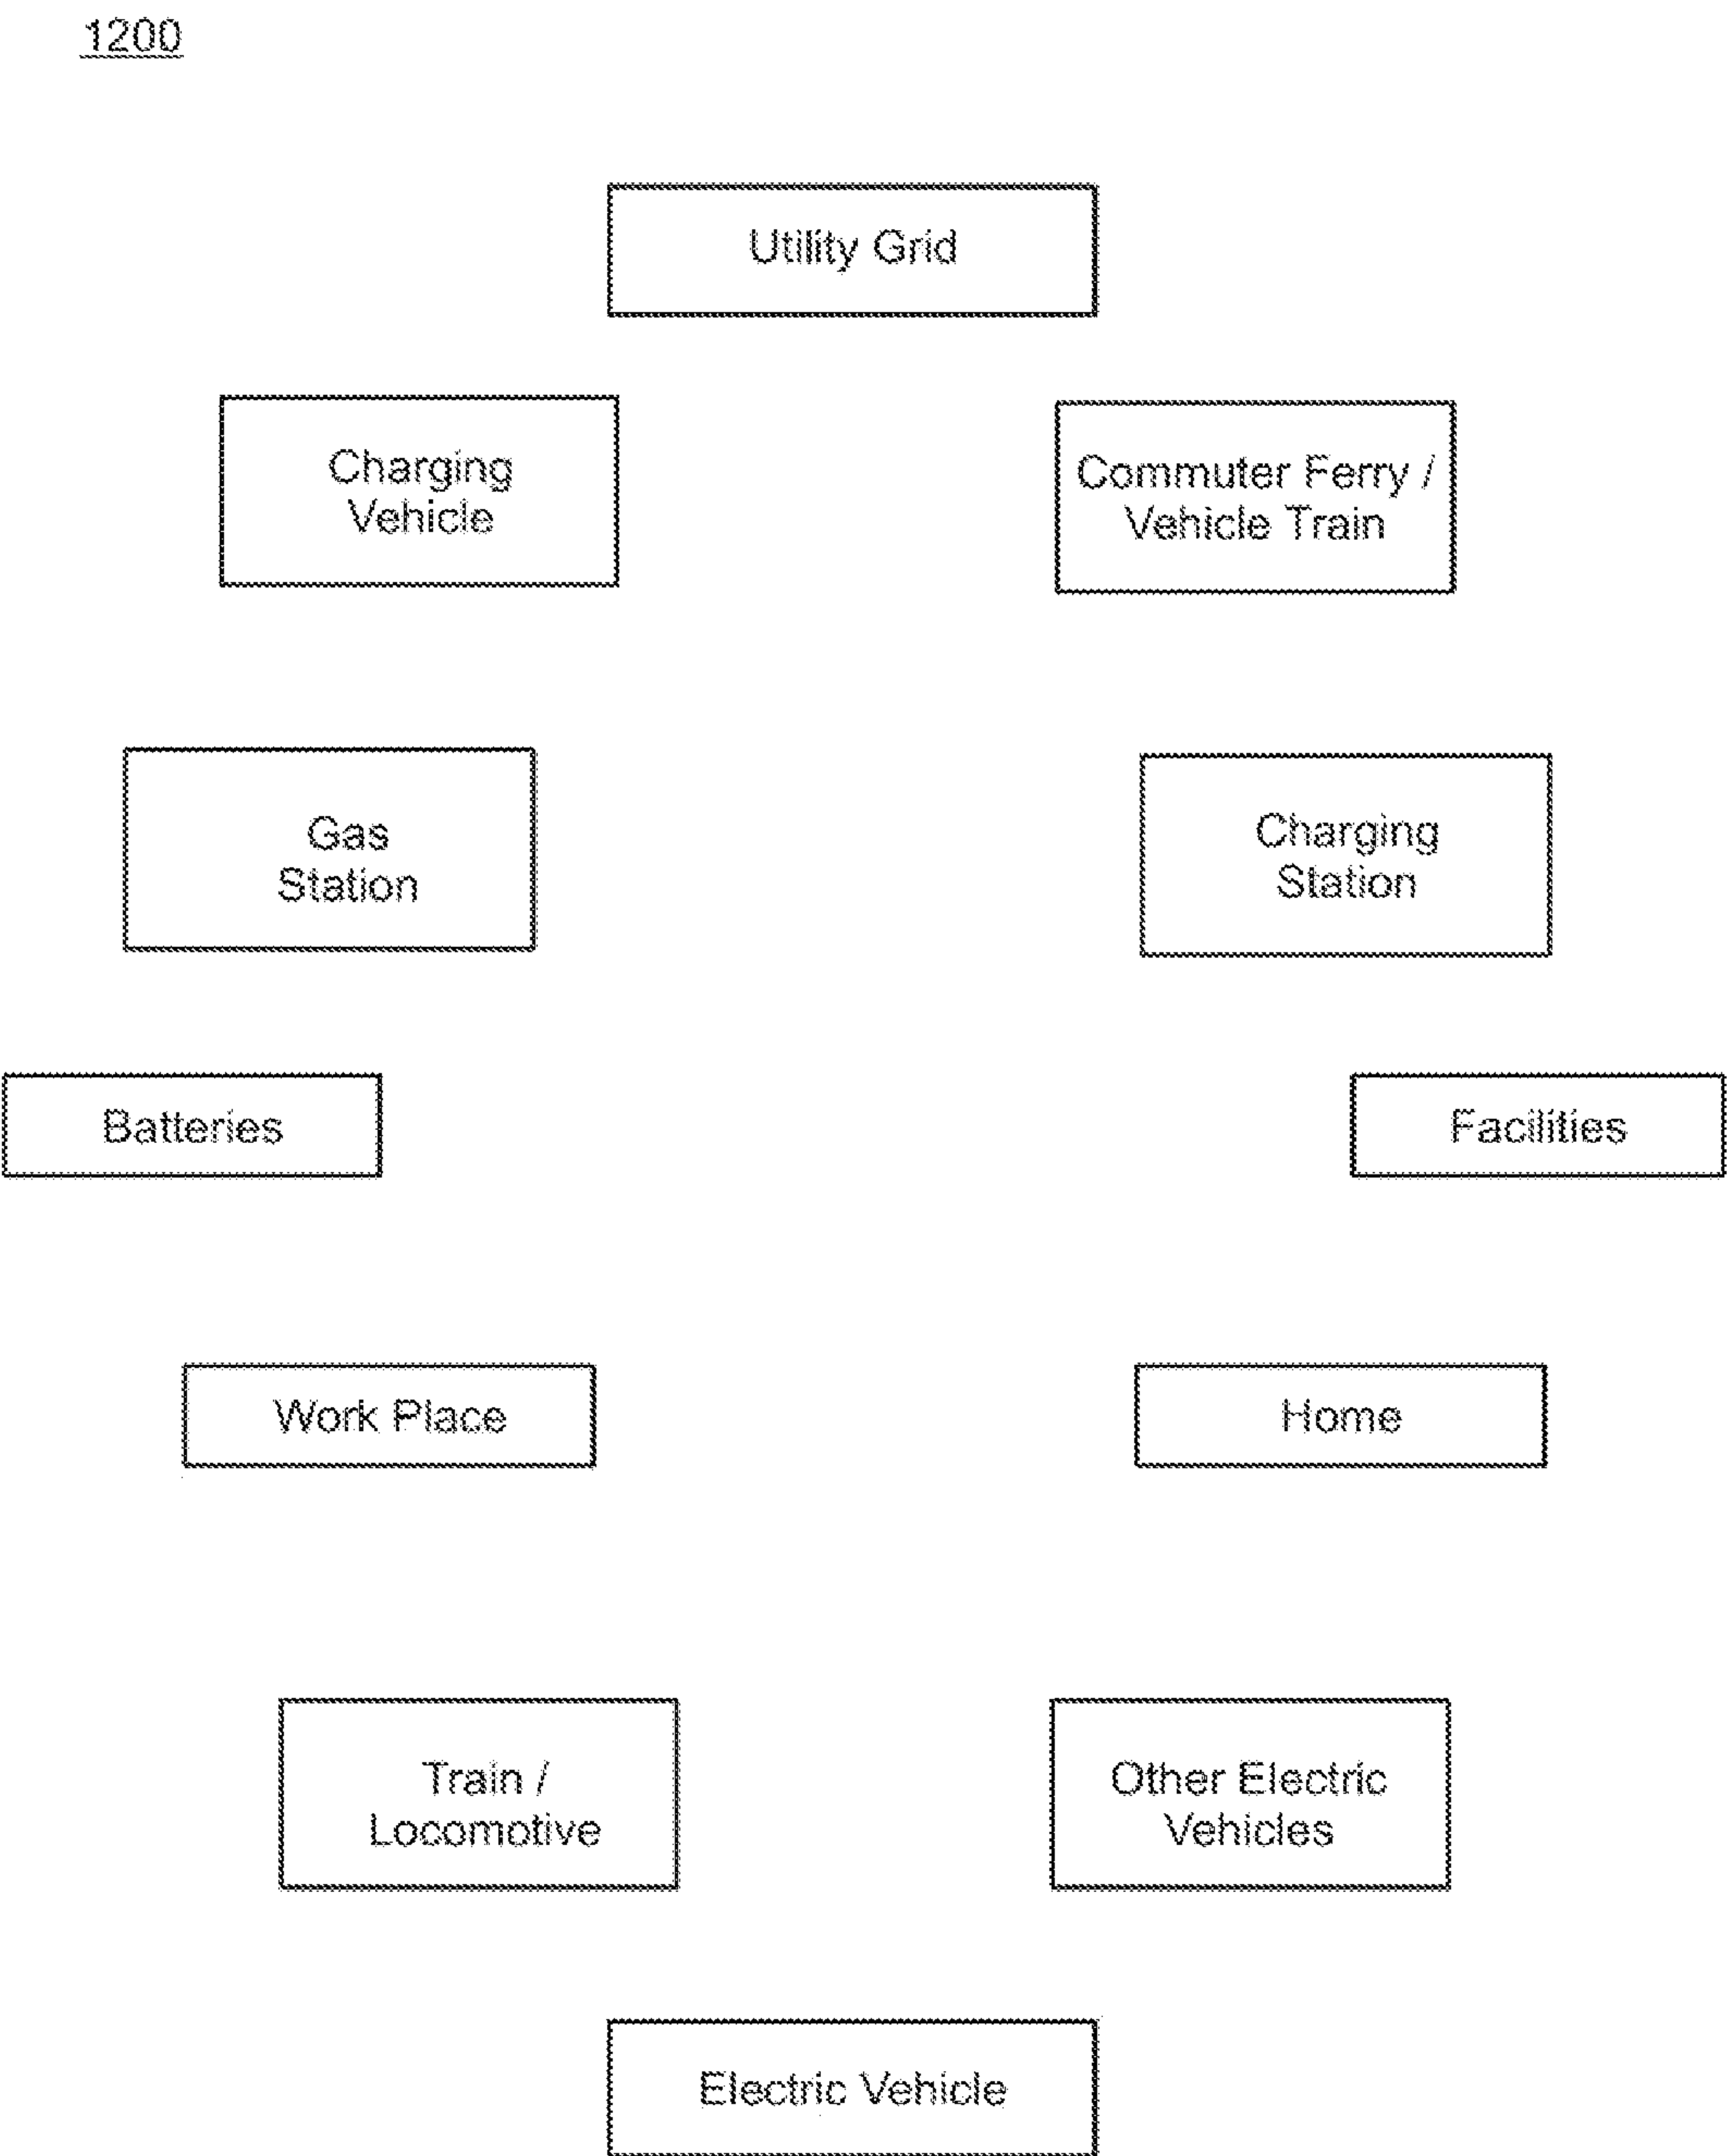 1200
Utility Grid
Charging
Vehicle
Commuter Ferry /
Vehicle Train
Gas
Station
Charging
Station
Batteries
Facilities
Work Place
Home
Train /
Locomotive
Other Electric
Vehicles
Electric Vehicle